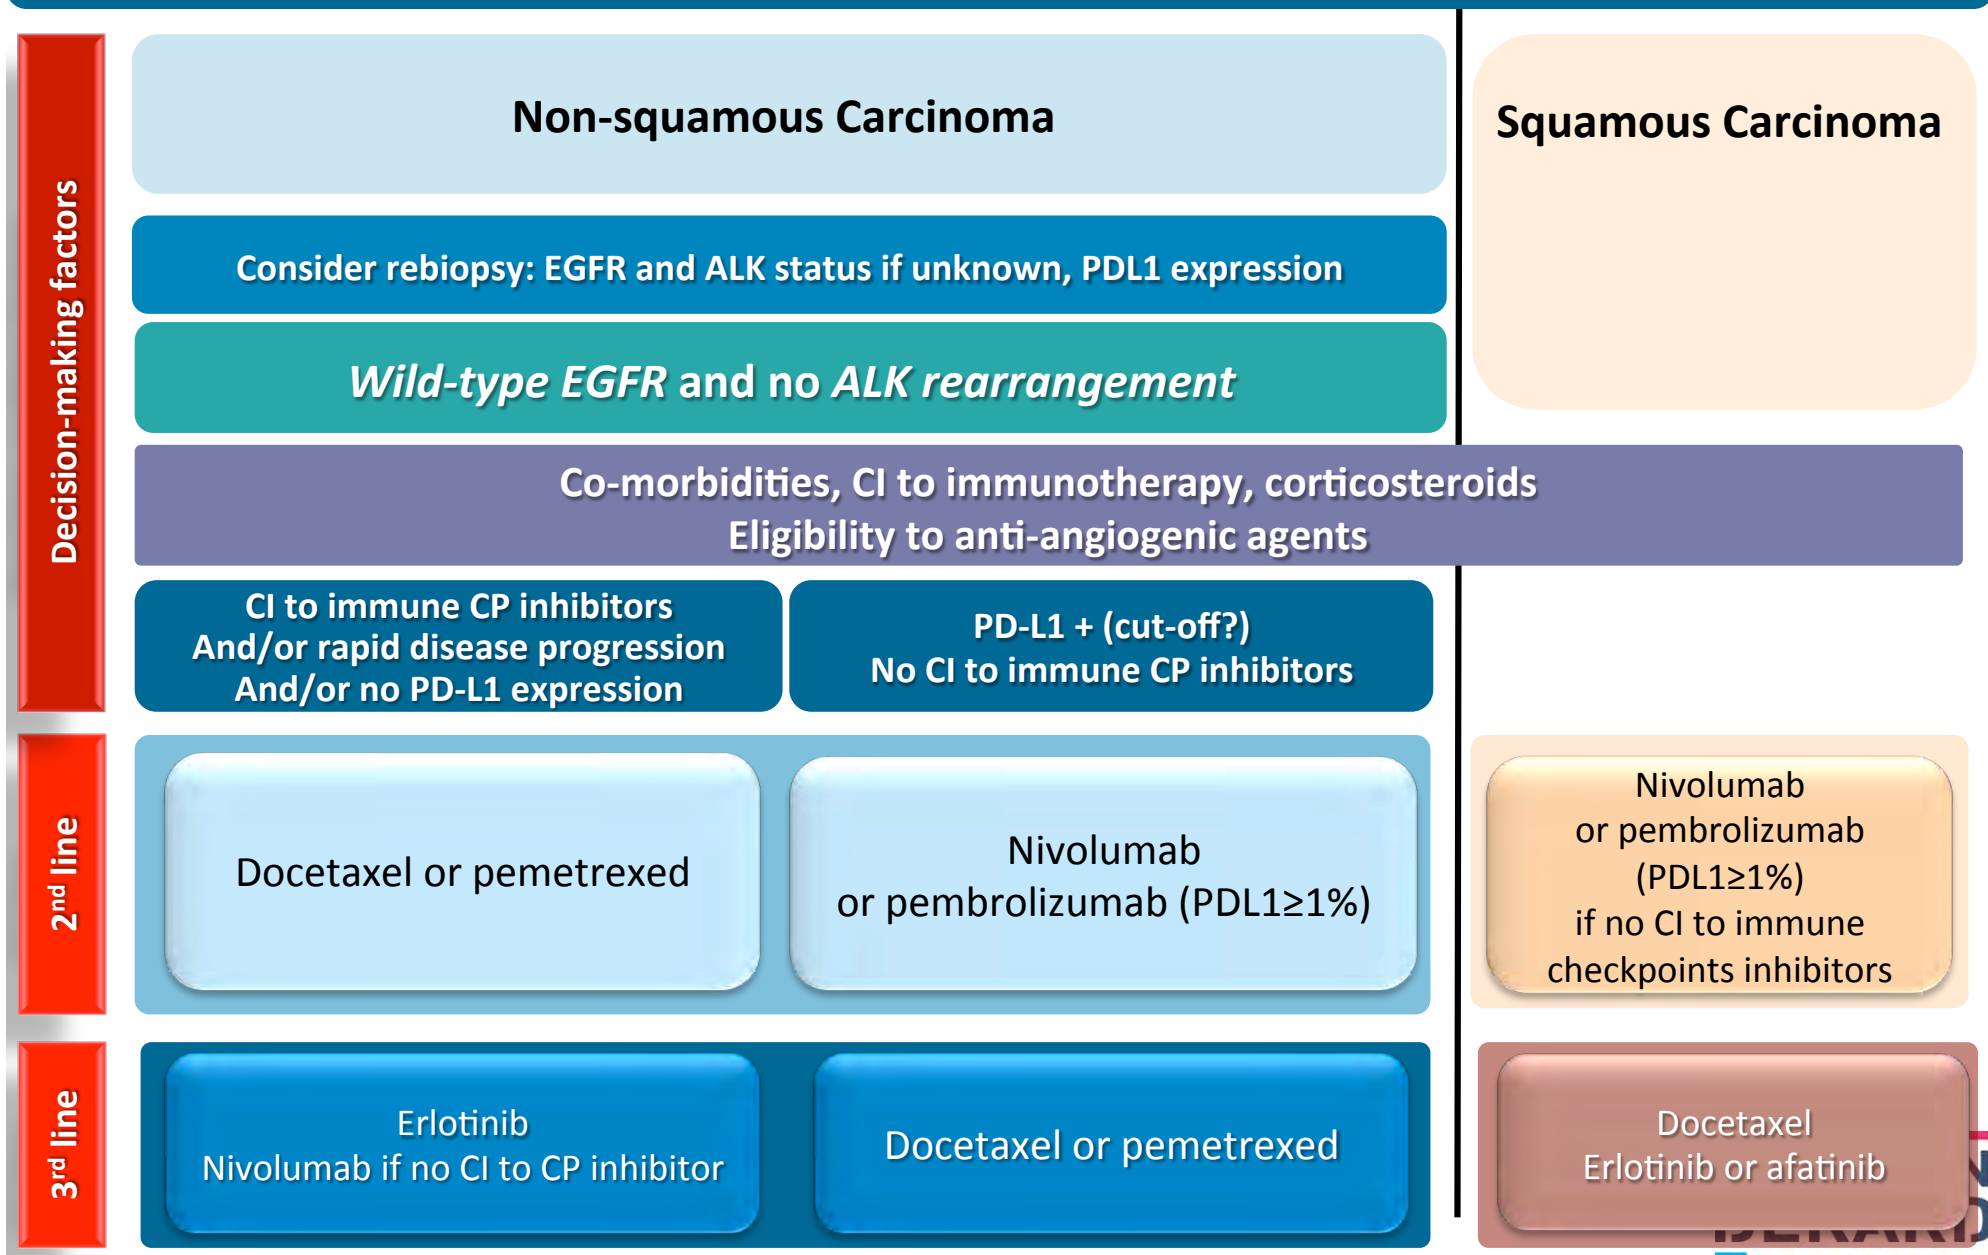 Decision-making factors
Non-squamous Carcinoma
Squamous Carcinoma
Consider rebiopsy: EGFR and ALK status if unknown, PDL1 expression
Wild-type EGFR and no ALK rearrangement
Co-morbidities, CI to immunotherapy, corticosteroids
Eligibility to anti-angiogenic agents
CI to immune CP inhibitors
And/or rapid disease progression
And/or no PD-L1 expression
PD-L1 + (cut-off?)
No CI to immune CP inhibitors
2nd line
Docetaxel or pemetrexed
Nivolumab
or pembrolizumab (PDL1≥1%)
Nivolumab
or pembrolizumab
(PDL1≥1%)
if no CI to immune
checkpoints inhibitors
3rd line
Erlotinib
Nivolumab if no CI to CP inhibitor
Docetaxel or pemetrexed
Docetaxel
Erlotinib or afatinib